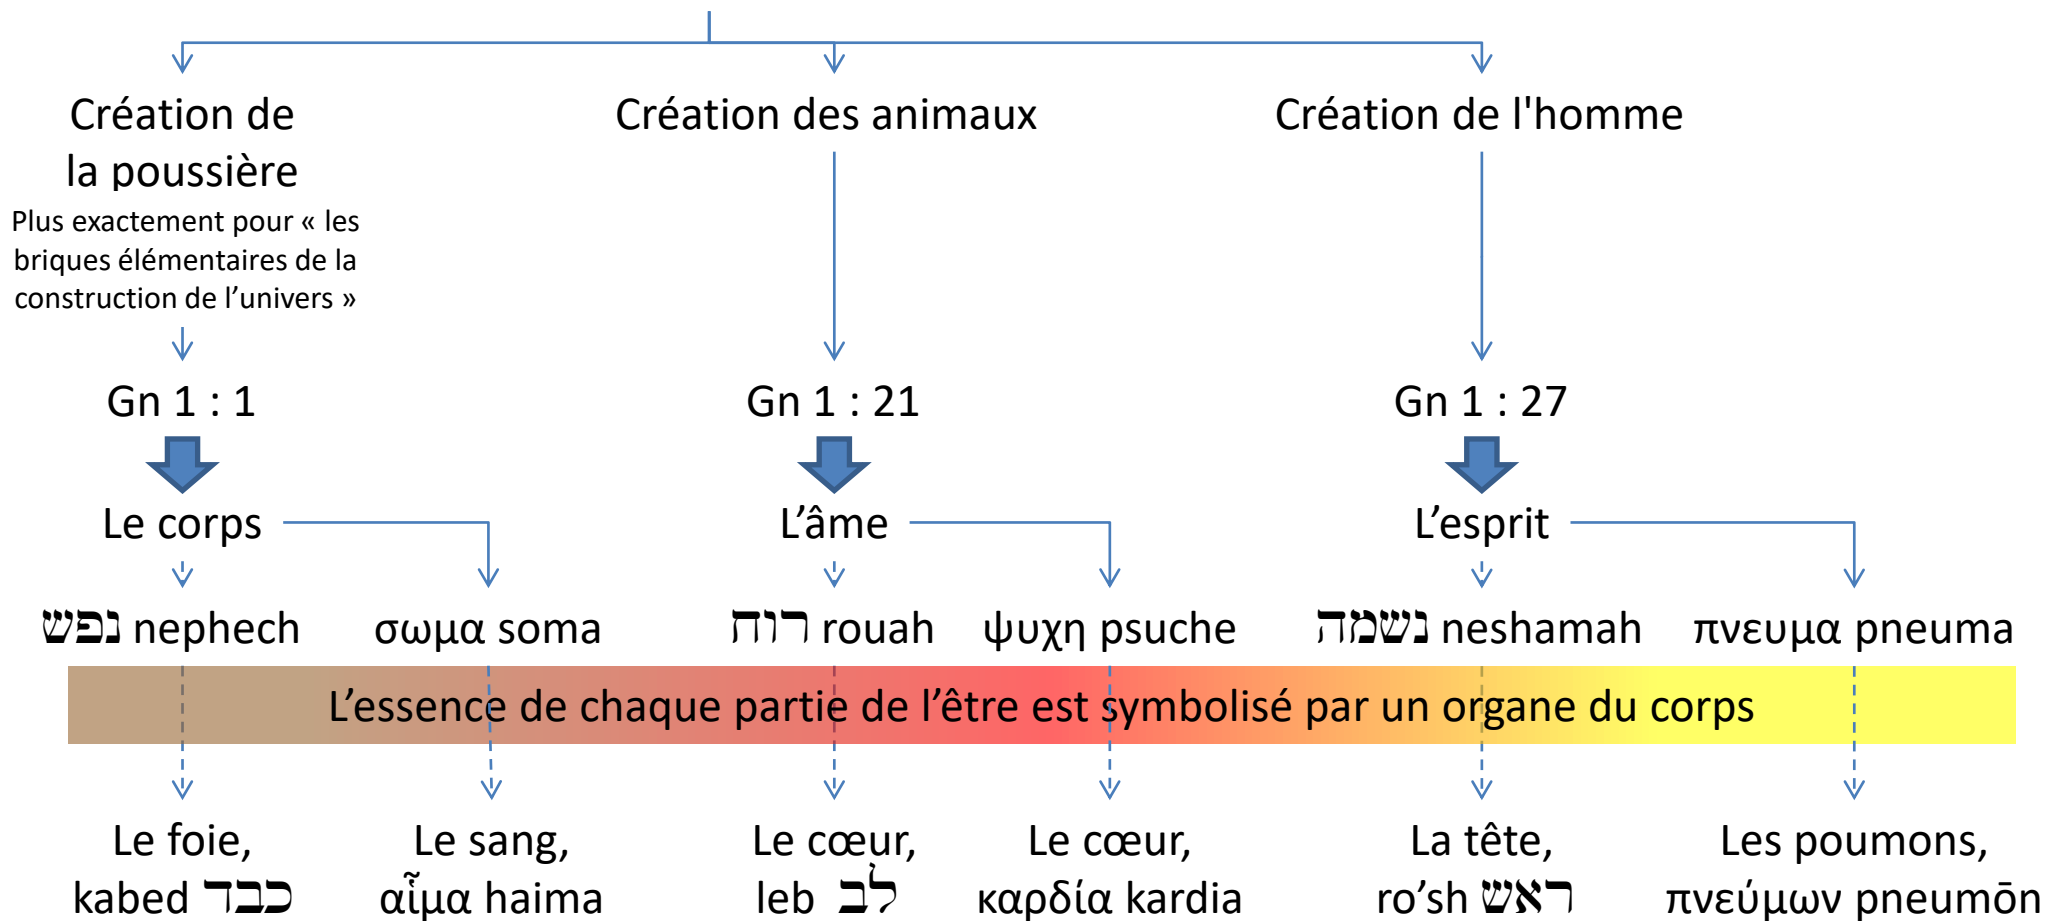 Création de
la poussière
Plus exactement pour « les
briques élémentaires de la
construction de l’univers »
Création des animaux
Création de l'homme
Gn 1 : 1
Gn 1 : 21
Gn 1 : 27
Le corps
L’âme
L’esprit
נפש nephech
σωμα soma
רוח rouah
ψυχη psuche
נשמה neshamah
πνευμα pneuma
L’essence de chaque partie de l’être est symbolisé par un organe du corps
Le foie,
kabed כבד
Le sang,
αἷμα haima
Le cœur,
leb לב
Le cœur,
καρδία kardia
La tête,
ro’sh ראש
Les poumons,
πνεύμων pneumōn